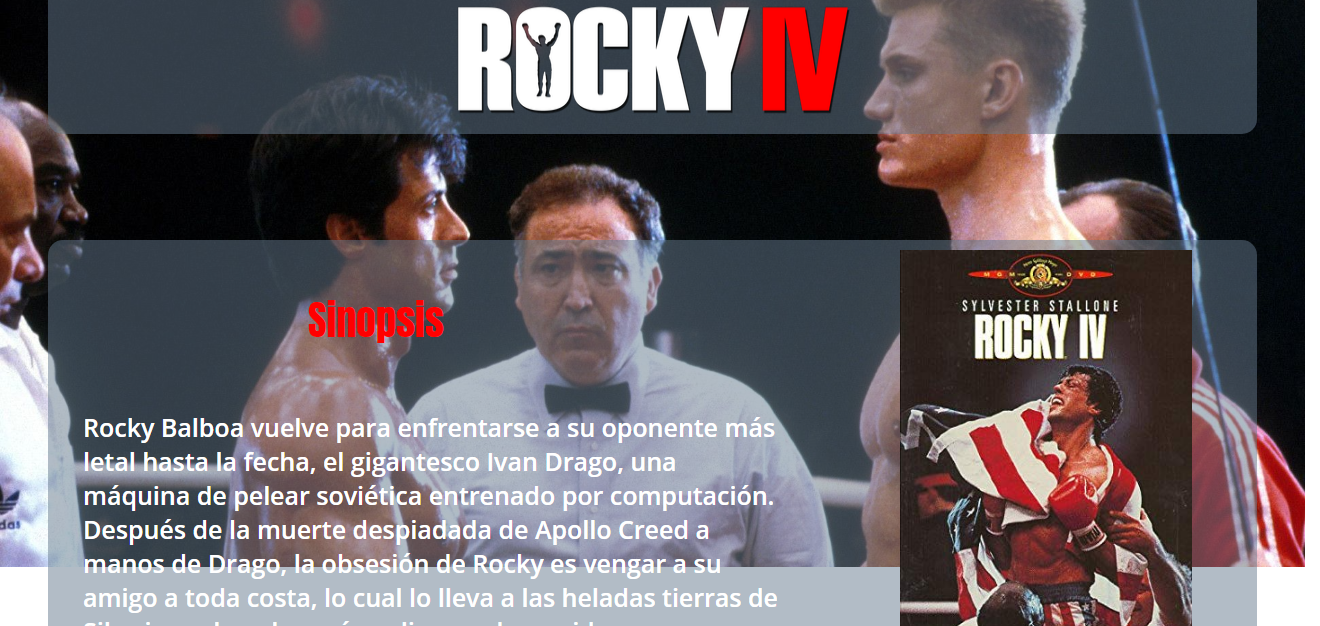 ROCKY IV
Sinopsis
Rocky Balboa vuelve para enfrentarse a su oponente más
letal hasta la fecha, el gigantesco Ivan Drago, una
máquina de pelear soviética entrenado por computación.
Después de la muerte despiadada de Apollo Creed a
manos de Drago, la obsesión de Rocky es vengar a su
amigo a toda costa, lo cual lo lleva a las heladas tierras de
MGM DVD
SYLVESTER STALLONE
ROCKY IV